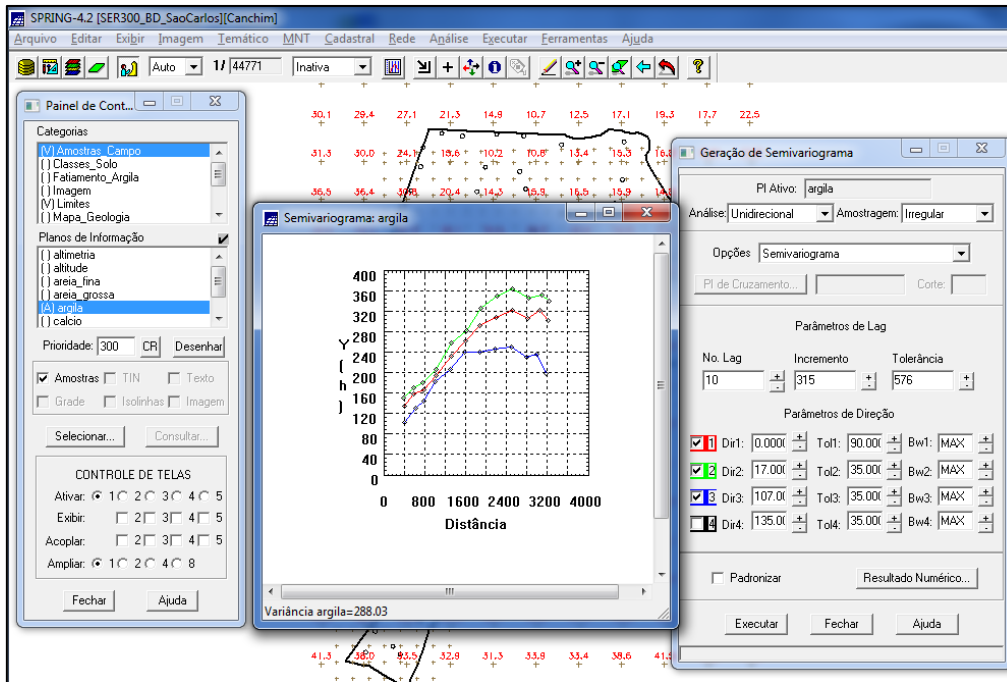 SPRING-4.2 [SER300_BD_SaoCarlos][Canchim]
Arquivo Editar Exibir Imagem Temático MNT Cadastral Rede Análise Executar Ferramentas Ajuda
Auto 1/ 44771 Inativa
30.1 29.4 27.1 21.3 14.8 10.7 12.5 17.1 19.3 17.7 22.5
31.3 30.0 24.1 18.6 10.2 10.8 13.4 15.3
36.5 36.4 20.4 14.3 15.9 15.5 15.9
Painel de Cont...
Categorias
(V) Amostras_Campo
() Classes_Solo
() Fatiamento_Argila
() Imagem
(V) Limites
() Mapa_Geologia
Planos de Informação
() altimetria
() altitude
() areia_fina
() areia_grossa
(A) argila
() calcio
Prioridade: 300 CR Desenhar
Amostras TIN Texto
Grade Isolinhas Imagem
Selecionar... Consultar...
CONTROLE DE TELAS
Ativar: 1 2 3 4 5
Exibir: 2 3 4 5
Acoplar: 2 3 4 5
Ampliar: 1 2 4 8
Fechar Ajuda
Semivariograma: argila
400
360
320
280
240
200
160
120
80
40
0
Y(h)
0 800 1600 2400 3200 4000
Distância
Variância argila=288.03
Geração de Semivariograma
PI Ativo: argila
Análise: Unidirecional Amostragem: Irregular
Opções Semivariograma
PI de Cruzamento... Corte:
Parâmetros de Lag
No. Lag Incremento Tolerância
10 315 576
Parâmetros de Direção
1 Dir1: 0.0000 Tol1: 90.00( Bw1: MAX
2 Dir2: 17.000 Tol2: 35.00( Bw2: MAX
3 Dir3: 107.00 Tol3: 35.00( Bw3: MAX
4 Dir4: 135.00 Tol4: 35.00( Bw4: MAX
Padronizar Resultado Numérico...
Executar Fechar Ajuda
41.3 38.0 33.5 32.9 31.3 33.9 33.4 38.6